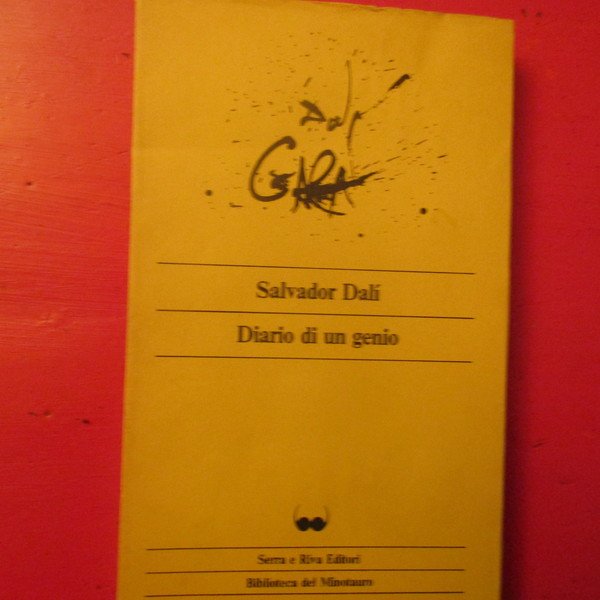 Dalí
GALA
Salvador Dalí
Diario di un genio
Serra e Riva Editori
Biblioteca del Minotauro